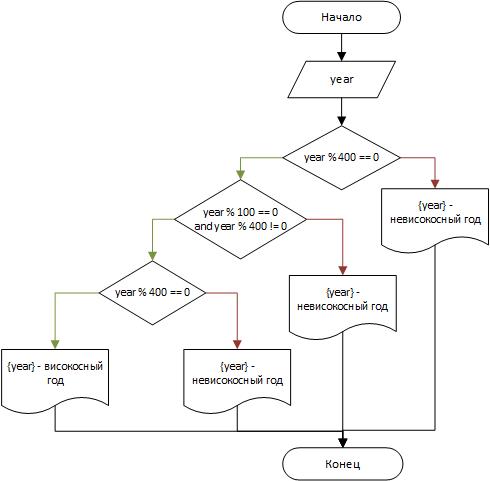 Начало
year
year % 400 == 0
year % 100 == 0
and year % 400 != 0
{year} -
невисокосный год
year % 400 == 0
{year} -
невисокосный год
{year} - високосный
год
{year} -
невисокосный год
Конец